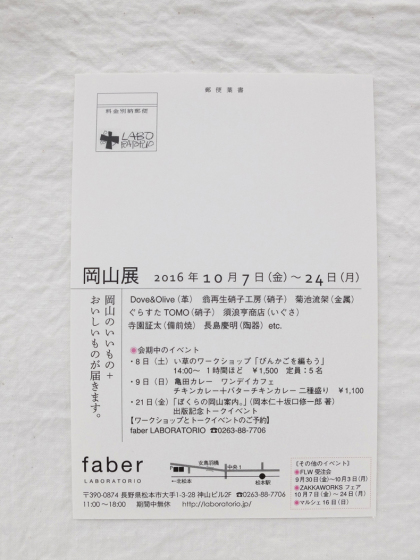 郵便葉書
料金別納郵便
LABO
RATORIO
岡山展 2016年10月7日(金)～24日(月)
岡山のいいもの+
おいしいものが届きます。
Dove&Olive(革) 翁再生硝子工房(硝子) 菊池流架(金属)
ぐらすたTOMO(硝子) 須浪亨商店(いぐさ)
寺園証太(備前焼) 長島慶明(陶器) etc.
◉会期中のイベント
・8日(土) い草のワークショップ「びんかごを編もう」
14:00～ 1時間ほど ¥1,500 定員:5名
・9日(日) 亀田カレー ワンデイカフェ
チキンカレー+バターチキンカレー 二種盛り ¥1,100
・21日(金)「ぼくらの岡山案内。」(岡本仁+坂口修一郎 著)
出版記念トークイベント
【ワークショップとトークイベントのご予約】
faber LABORATORIO ☎0263-88-7706
faber
LABORATORIO
女鳥羽橋
中央1
←北松本
松本駅
〒390-0874 長野県松本市大手1-3-28 神山ビル2F ☎0263-88-7706
11:00～18:00 期間中無休 http://laboratorio.jp/
《その他のイベント》
◉FLW 受注会
9月30日(金)～10月3日(月)
◉ZAKKAWORKS フェア
10月7日(金)～24日(月)
◉マルシェ16日(日)